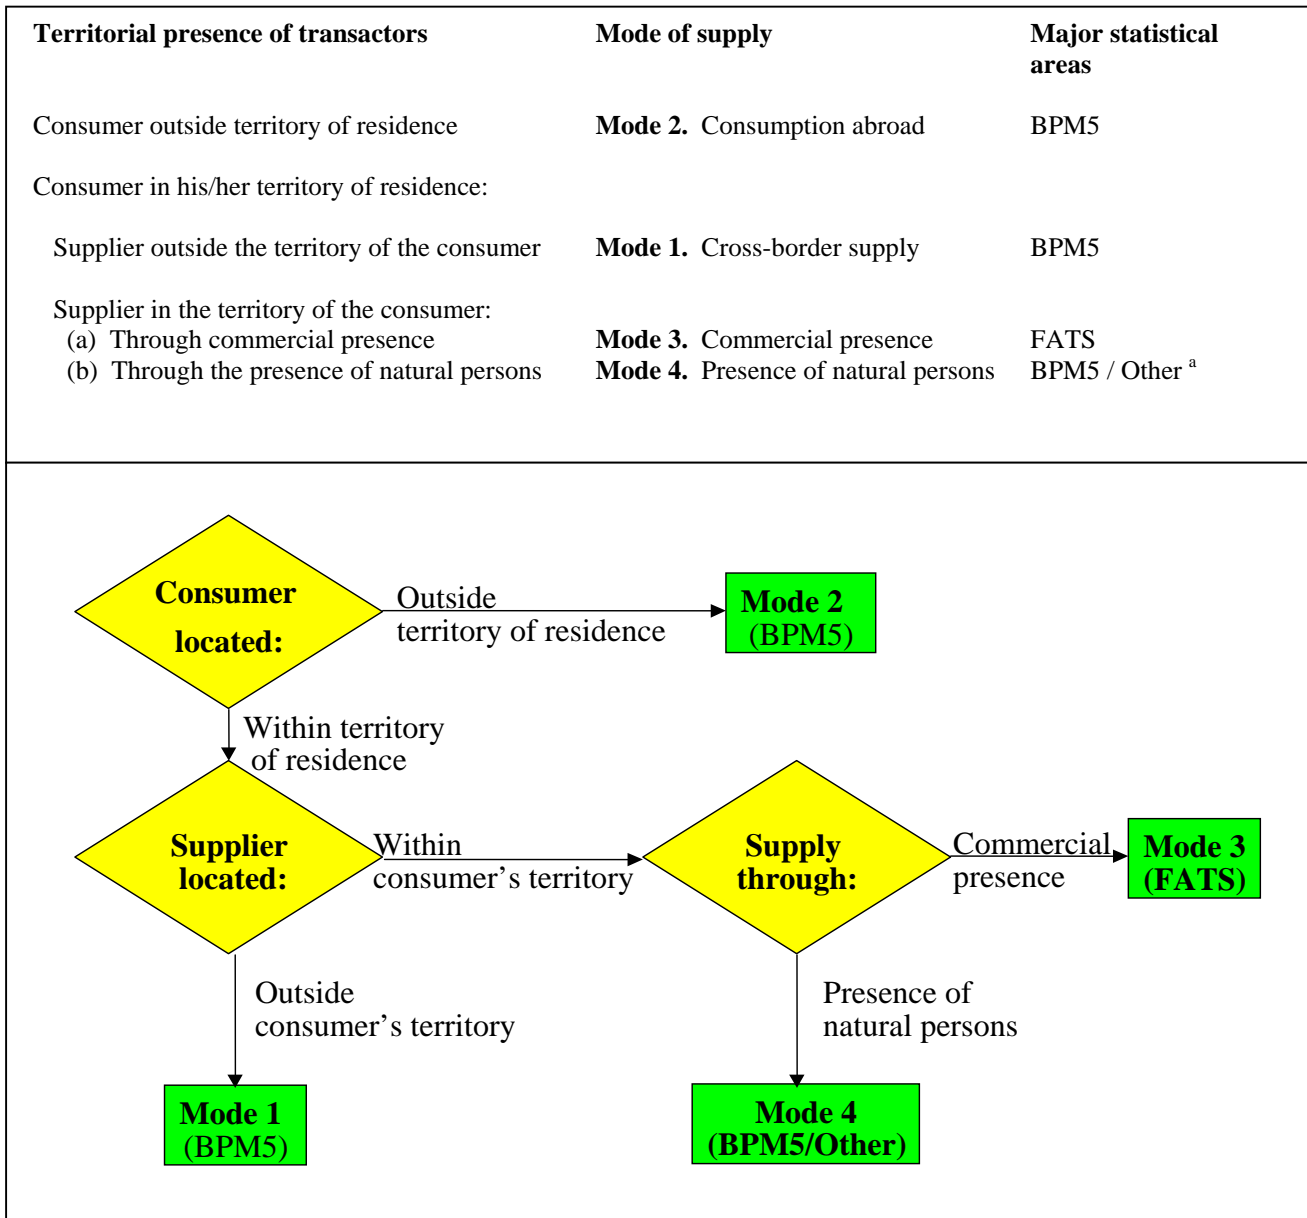 Territorial presence of transactors Mode of supply Major statistical
areas
Consumer outside territory of residence Mode 2. Consumption abroad BPM5
Consumer in his/her territory of residence:
Supplier outside the territory of the consumer Mode 1. Cross-border supply BPM5
Supplier in the territory of the consumer:
(a) Through commercial presence Mode 3. Commercial presence FATS
(b) Through the presence of natural persons Mode 4. Presence of natural persons BPM5 / Other a
Consumer
located:
Outside
territory of residence
Mode 2
(BPM5)
Within territory
of residence
Supplier
located:
Within
consumer’s territory
Supply
through:
Commercial
presence
Mode 3
(FATS)
Outside
consumer’s territory
Presence of
natural persons
Mode 1
(BPM5)
Mode 4
(BPM5/Other)